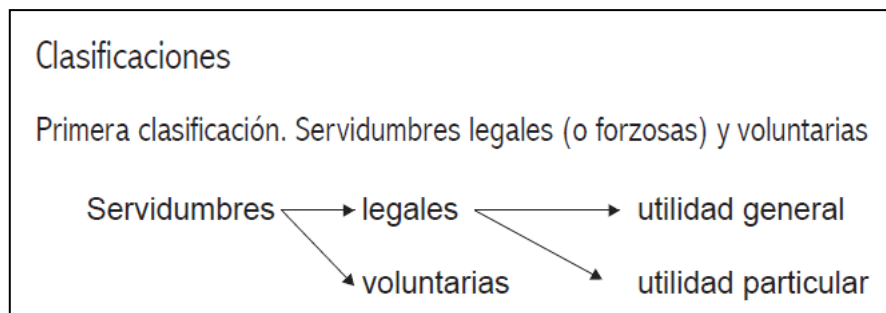 Clasificaciones
Primera clasificación. Servidumbres legales (o forzosas) y voluntarias
Servidumbres legales utilidad general
voluntarias utilidad particular